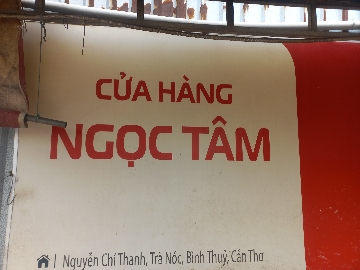 CỬA HÀNG
NGỌC TÂM
| Nguyễn Chí Thanh, Trà Nóc, Bình Thuỷ, Cần Thơ